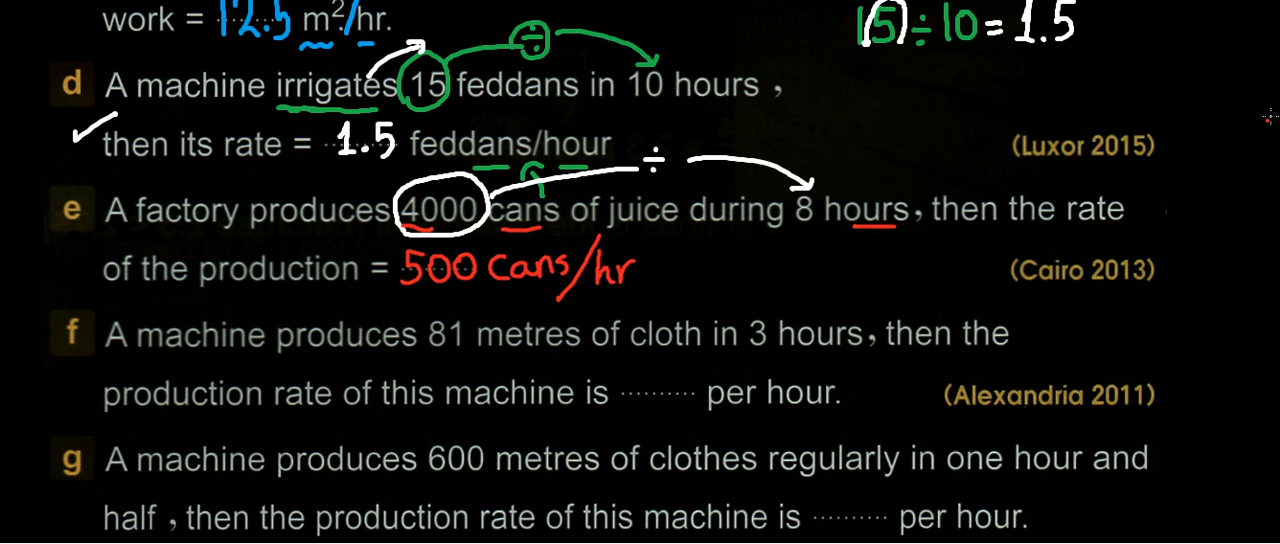 work = 12.5 m²/hr.
15 ÷ 10 = 1.5
÷
d A machine irrigates 15 feddans in 10 hours ,
then its rate = 1.5 feddans/hour (Luxor 2015)
÷
e A factory produces 4000 cans of juice during 8 hours, then the rate
of the production = 500 cans/hr (Cairo 2013)
f A machine produces 81 metres of cloth in 3 hours, then the
production rate of this machine is ·········· per hour. (Alexandria 2011)
g A machine produces 600 metres of clothes regularly in one hour and
half , then the production rate of this machine is ·········· per hour.